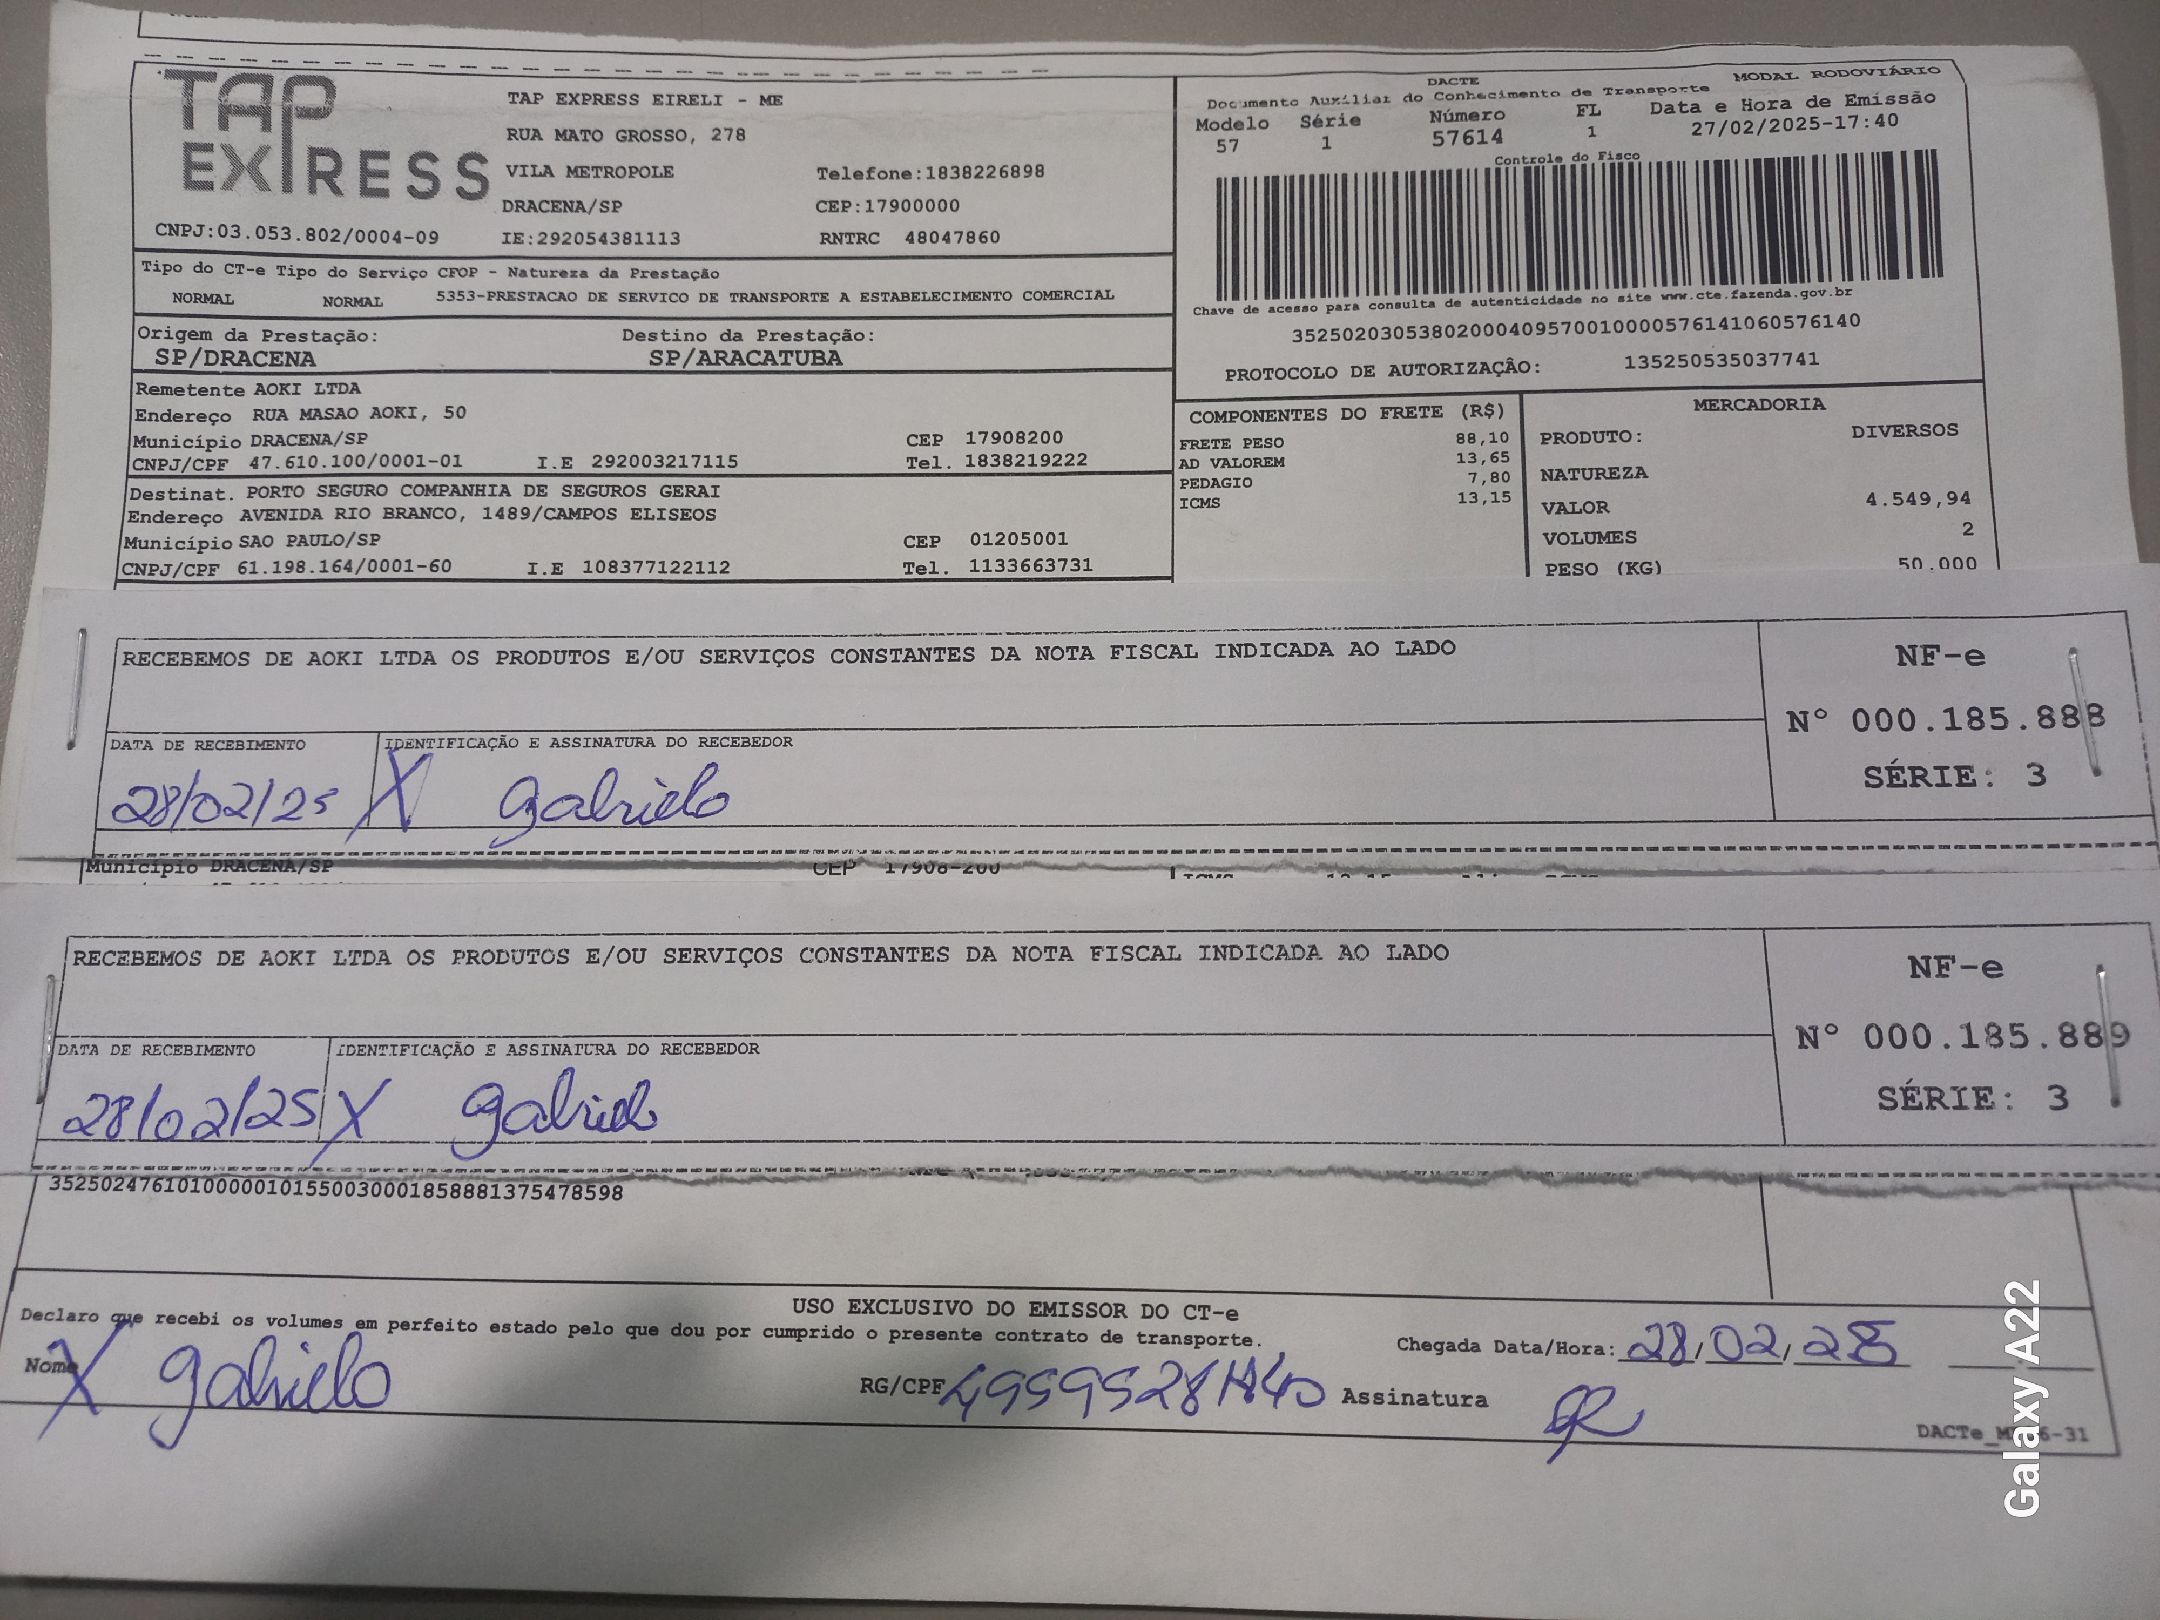 TAP
EXPRESS
TAP EXPRESS EIRELI - ME
RUA MATO GROSSO, 278
VILA METROPOLE Telefone:1838226898
DRACENA/SP CEP:17900000
CNPJ:03.053.802/0004-09 IE:292054381113 RNTRC 48047860
DACTE MODAL RODOVIÁRIO
Documento Auxiliar do Conhecimento de Transporte
Modelo Série Número FL Data e Hora de Emissão
57 1 57614 1 27/02/2025-17:40
Controle do Fisco
Chave de acesso para consulta de autenticidade no site www.cte.fazenda.gov.br
35250203053802000409570010000576141060576140
PROTOCOLO DE AUTORIZAÇÂO: 135250535037741
Tipo do CT-e Tipo do Serviço CFOP - Natureza da Prestação
NORMAL NORMAL 5353-PRESTACAO DE SERVICO DE TRANSPORTE A ESTABELECIMENTO COMERCIAL
Origem da Prestação: Destino da Prestação:
SP/DRACENA SP/ARACATUBA
Remetente AOKI LTDA
Endereço RUA MASAO AOKI, 50
Município DRACENA/SP CEP 17908200
CNPJ/CPF 47.610.100/0001-01 I.E 292003217115 Tel. 1838219222
Destinat. PORTO SEGURO COMPANHIA DE SEGUROS GERAI
Endereço AVENIDA RIO BRANCO, 1489/CAMPOS ELISEOS
Município SAO PAULO/SP CEP 01205001
CNPJ/CPF 61.198.164/0001-60 I.E 108377122112 Tel. 1133663731
COMPONENTES DO FRETE (R$)
FRETE PESO 88,10
AD VALOREM 13,65
PEDAGIO 7,80
ICMS 13,15
MERCADORIA
PRODUTO: DIVERSOS
NATUREZA
VALOR 4.549,94
VOLUMES 2
PESO (KG) 50,000
RECEBEMOS DE AOKI LTDA OS PRODUTOS E/OU SERVIÇOS CONSTANTES DA NOTA FISCAL INDICADA AO LADO
NF-e
Nº 000.185.888
SÉRIE: 3
DATA DE RECEBIMENTO IDENTIFICAÇÃO E ASSINATURA DO RECEBEDOR
28/02/25 X gabriela
Município DRACENA/SP CEP 17908-200
RECEBEMOS DE AOKI LTDA OS PRODUTOS E/OU SERVIÇOS CONSTANTES DA NOTA FISCAL INDICADA AO LADO
NF-e
Nº 000.185.889
SÉRIE: 3
DATA DE RECEBIMENTO IDENTIFICAÇÃO E ASSINATURA DO RECEBEDOR
28/02/25 X gabriela
35250247610100000101550030001858881375478598
USO EXCLUSIVO DO EMISSOR DO CT-e
Declaro que recebi os volumes em perfeito estado pelo que dou por cumprido o presente contrato de transporte.
Chegada Data/Hora: 28/02/25
Nome X gabriela RG/CPF Assinatura
Galaxy A22